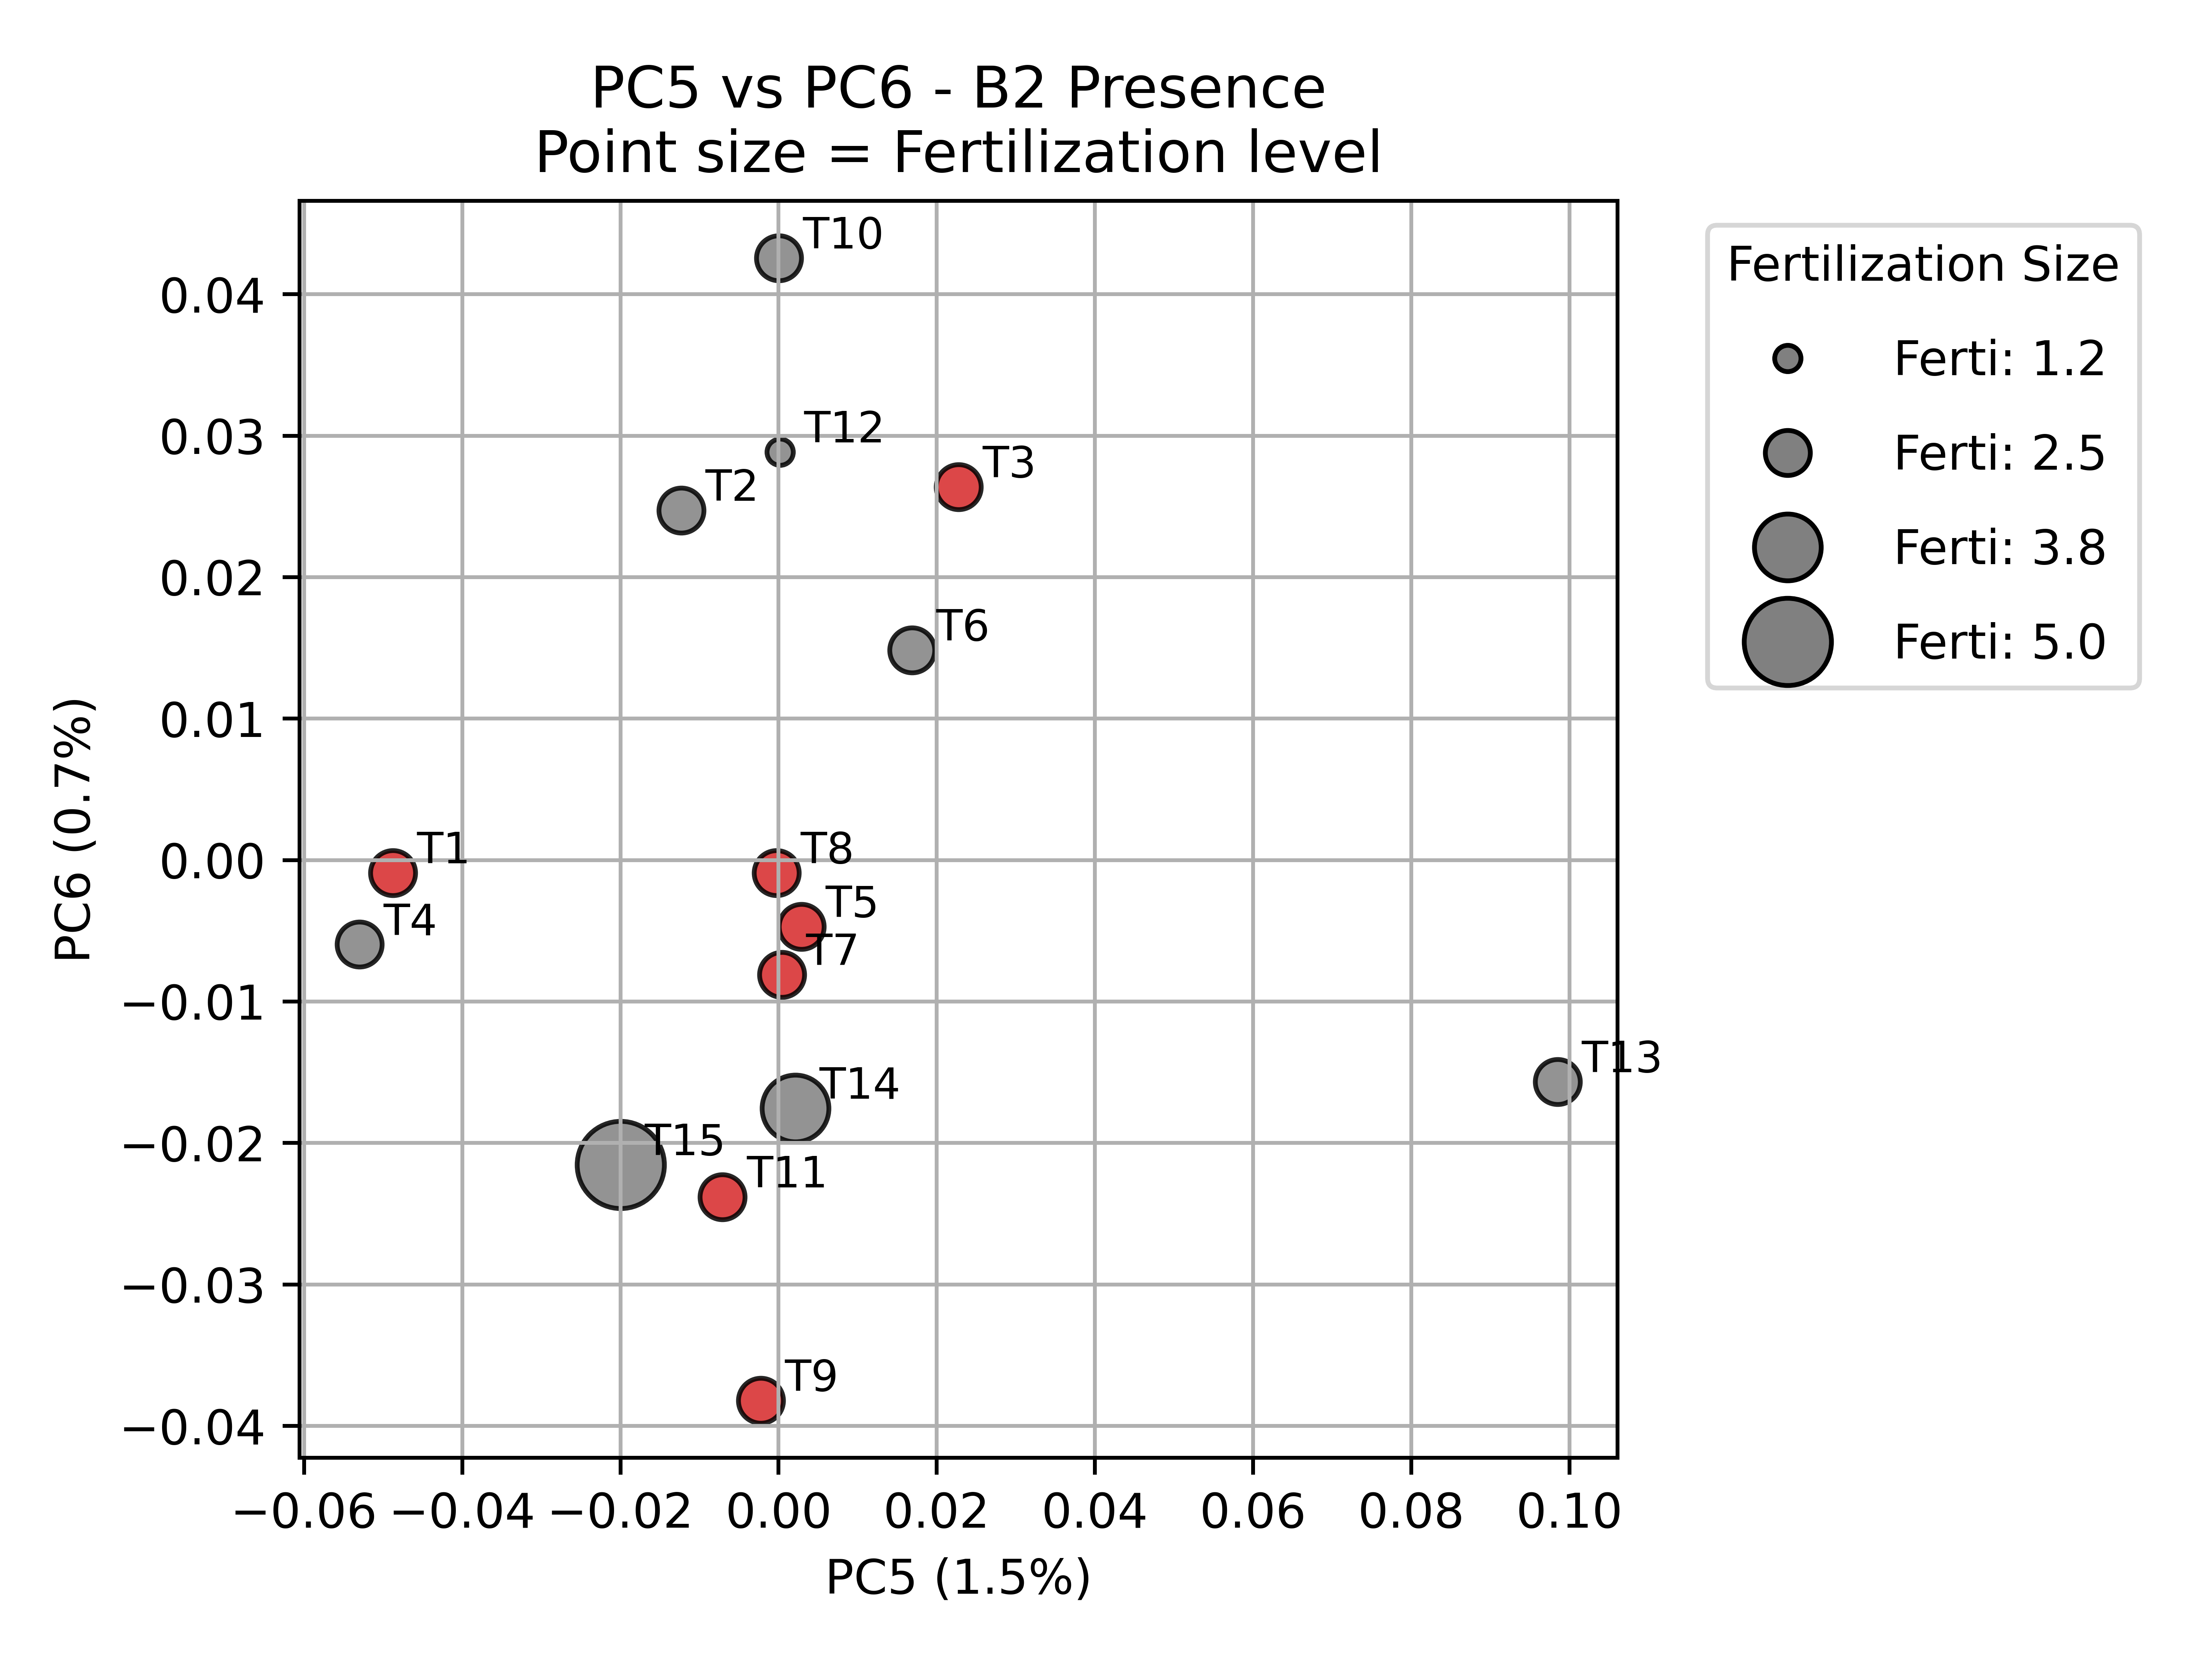 PC5 vs PC6 - B2 Presence
Point size = Fertilization level
Fertilization Size
Ferti: 1.2
Ferti: 2.5
Ferti: 3.8
Ferti: 5.0
PC6 (0.7%)
0.04
0.03
0.02
0.01
0.00
−0.01
−0.02
−0.03
−0.04
T10
T12
T3
T2
T6
T1
T8
T5
T4
T7
T13
T14
T15
T11
T9
−0.06 −0.04 −0.02 0.00 0.02 0.04 0.06 0.08 0.10
PC5 (1.5%)